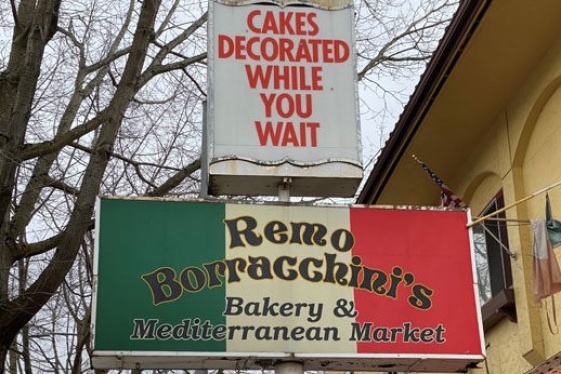 CAKES
DECORATED
WHILE
YOU
WAIT
Remo
Borracchini's
Bakery &
Mediterranean Market